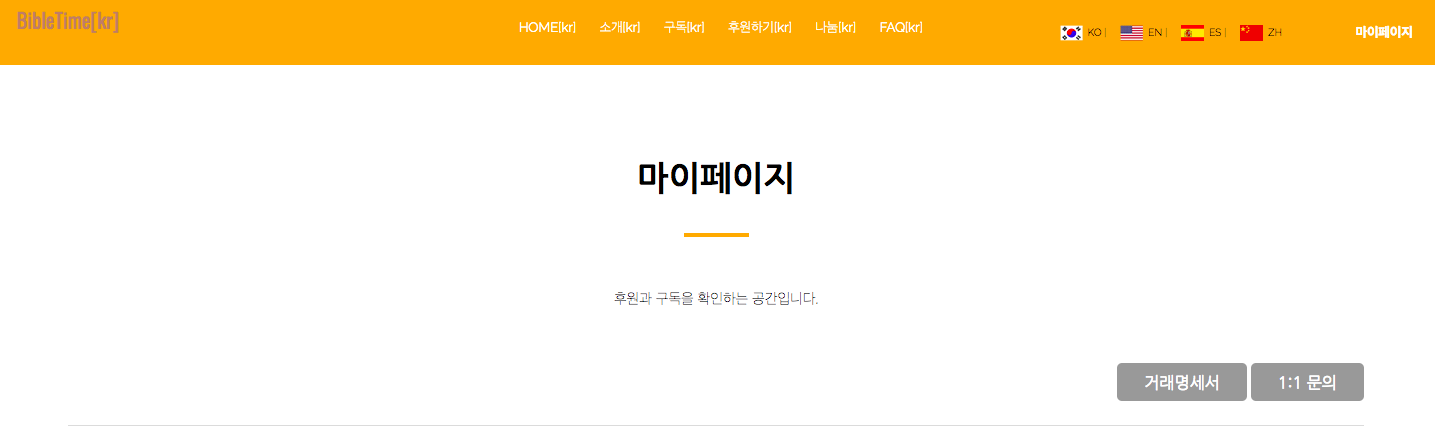 BibleTime[kr]
HOME[kr] 소개[kr] 구독[kr] 후원하기[kr] 나눔[kr] FAQ[kr]
KO | EN | ES | ZH
마이페이지
마이페이지
후원과 구독을 확인하는 공간입니다.
거래명세서 1:1 문의